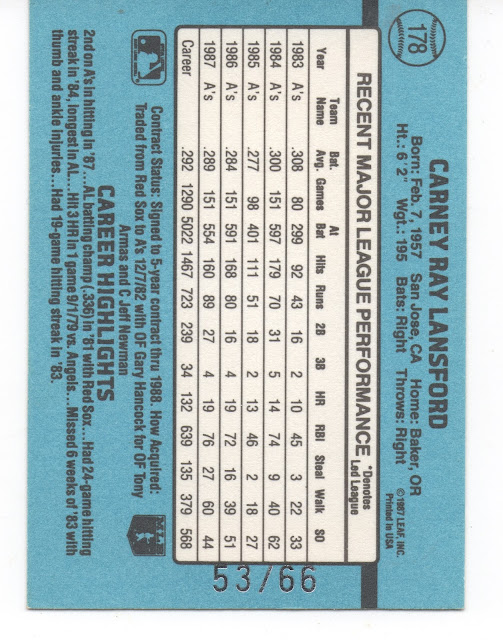 178
CARNEY RAY LANSFORD
Born: Feb. 7, 1957 San Jose, CA Home: Baker, OR
Ht.: 6'2" Wgt.: 195 Bats: Right Throws: Right
©1987 LEAF, INC.
Printed in USA
RECENT MAJOR LEAGUE PERFORMANCE *Denotes Led League
Year Team Name Bat. Avg. Games At Bat Hits Runs 2B 3B HR RBI Steal Walk SO
1983 A's .308 80 299 92 43 16 2 10 45 3 22 33
1984 A's .300 151 597 179 70 31 5 14 74 9 40 62
1985 A's .277 98 401 111 51 18 2 13 46 2 18 27
1986 A's .284 151 591 168 80 16 4 19 72 16 39 51
1987 A's .289 151 554 160 89 27 4 19 76 27 60 44
Career .292 1290 5022 1467 723 239 34 132 639 135 379 568
Contract Status: Signed to 5-year contract thru 1988. How Acquired:
Traded from Red Sox to A's 12/7/82 with OF Gary Hancock for OF Tony
Armas and C Jeff Newman
CAREER HIGHLIGHTS
2nd on A's in hitting in '87...AL batting champ (.336) in '81 with Red Sox...Had 24-game hitting
streak in '84, longest in AL...Hit 3 HR in 1 game 9/1/79 vs. Angels...Missed 6 weeks of '83 with
thumb and ankle injuries...Had 19-game hitting streak in '83.
53/66